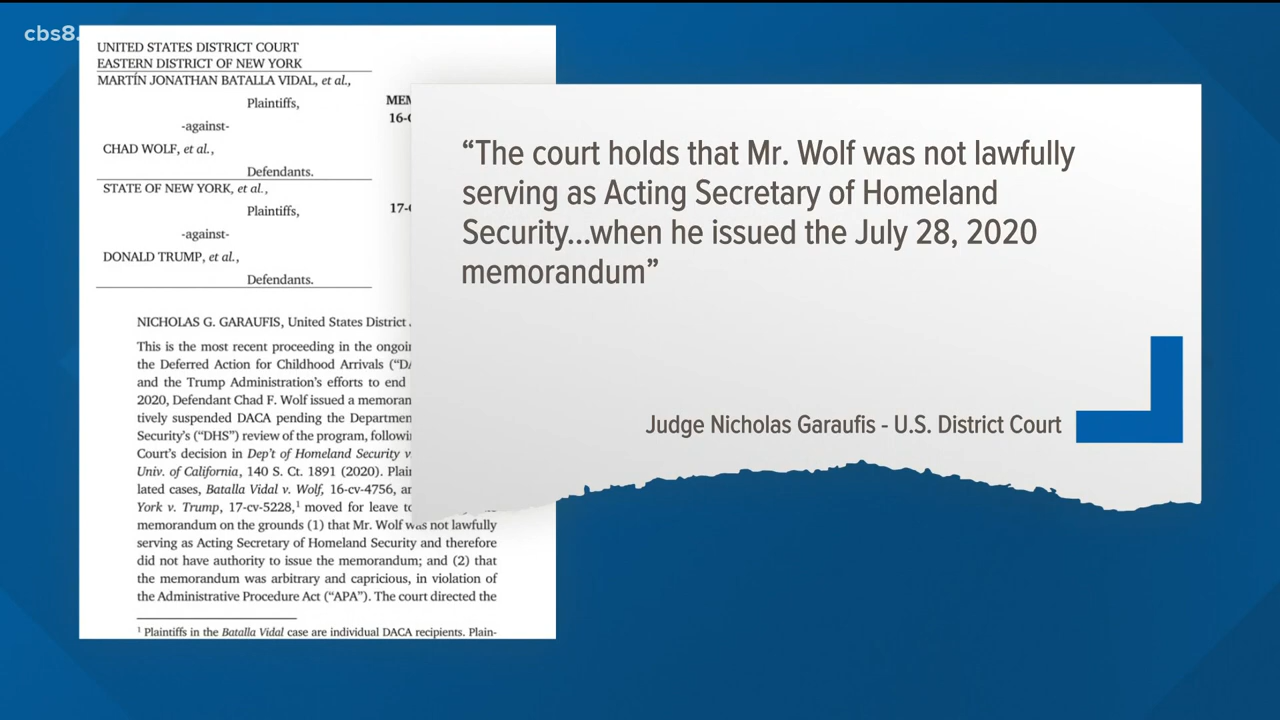 cbs8.
UNITED STATES DISTRICT COURT
EASTERN DISTRICT OF NEW YORK
MARTÍN JONATHAN BATALLA VIDAL, et al.,
Plaintiffs,
-against-
CHAD WOLF, et al.,
Defendants.
STATE OF NEW YORK, et al.,
Plaintiffs,
-against-
DONALD TRUMP, et al.,
Defendants.
MEM
16-C
17-C
NICHOLAS G. GARAUFIS, United States District
This is the most recent proceeding in the ongoin
the Deferred Action for Childhood Arrivals (“DA
and the Trump Administration’s efforts to end
2020, Defendant Chad F. Wolf issued a memoran
tively suspended DACA pending the Departmen
Security’s (“DHS”) review of the program, followi
Court’s decision in Dep’t of Homeland Security v
Univ. of California, 140 S. Ct. 1891 (2020). Plai
lated cases, Batalla Vidal v. Wolf, 16-cv-4756, an
York v. Trump, 17-cv-5228,¹ moved for leave to
memorandum on the grounds (1) that Mr. Wolf was not lawfully
serving as Acting Secretary of Homeland Security and therefore
did not have authority to issue the memorandum; and (2) that
the memorandum was arbitrary and capricious, in violation of
the Administrative Procedure Act (“APA”). The court directed the
¹ Plaintiffs in the Batalla Vidal case are individual DACA recipients. Plain-
“The court holds that Mr. Wolf was not lawfully
serving as Acting Secretary of Homeland
Security...when he issued the July 28, 2020
memorandum”
Judge Nicholas Garaufis - U.S. District Court